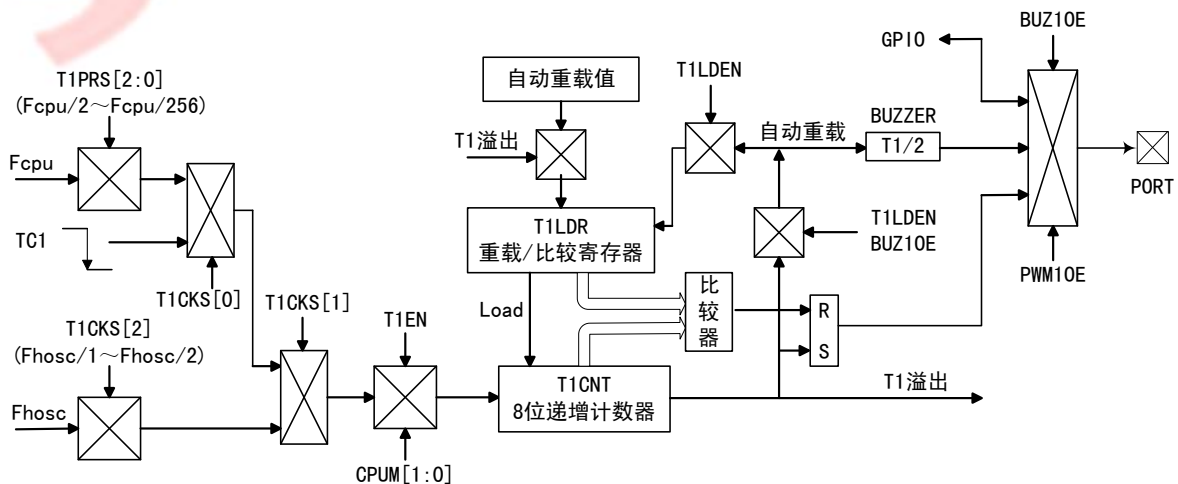 BUZ1OE
GPIO
T1PRS[2:0]
(Fcpu/2～Fcpu/256)
自动重载值
T1LDEN
BUZZER
T1溢出
自动重载
T1/2
Fcpu
PORT
T1LDR
重载/比较寄存器
T1LDEN
BUZ1OE
TC1
PWM1OE
T1CKS[0]
T1CKS[1]
Load
比较器
R
S
T1CKS[2]
(Fhosc/1～Fhosc/2)
T1EN
T1CNT
8位递增计数器
T1溢出
Fhosc
CPUM[1:0]